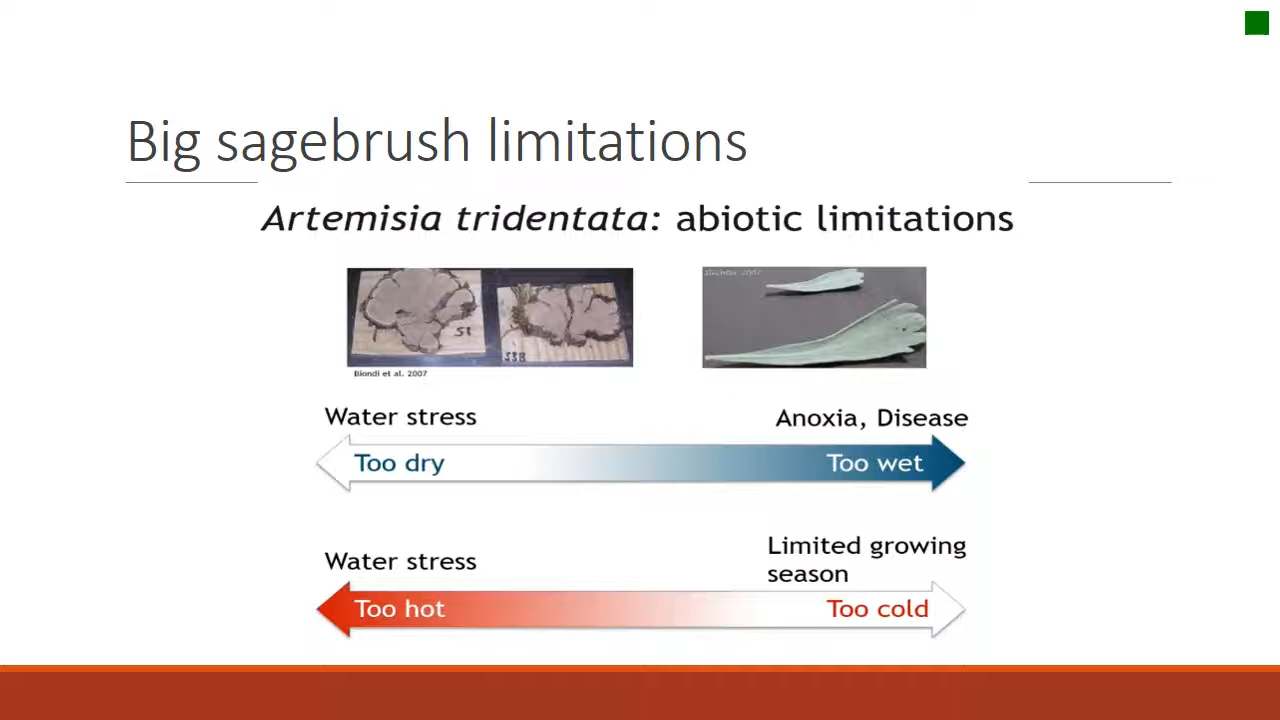 Big sagebrush limitations
Artemisia tridentata: abiotic limitations
S1
S3B
Biondi et al. 2007
Water stress
Anoxia, Disease
Too dry
Too wet
Water stress
Limited growing
season
Too hot
Too cold